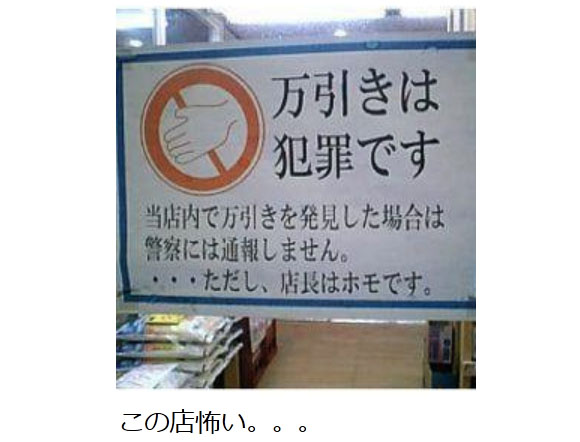 万引きは
犯罪です
当店内で万引きを発見した場合は
警察には通報しません。
・・・ただし、店長はホモです。
この店怖い。。。